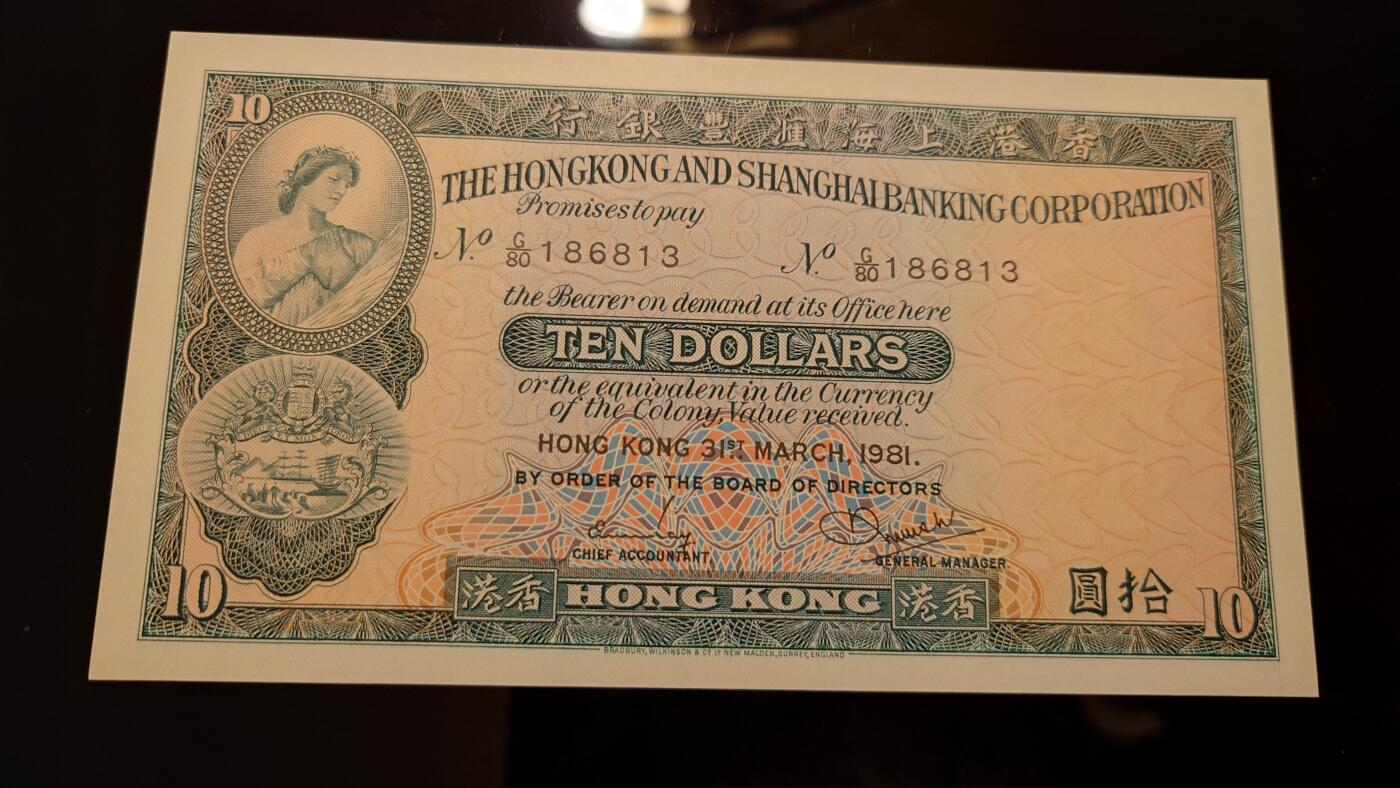 10
行銀豐滙海上港香
THE HONGKONG AND SHANGHAI BANKING CORPORATION
Promises to pay
No G/80 186813 No G/80 186813
the Bearer on demand at its Office here
TEN DOLLARS
or the equivalent in the Currency
of the Colony, Value received.
HONG KONG 31ST MARCH, 1981.
BY ORDER OF THE BOARD OF DIRECTORS
CHIEF ACCOUNTANT GENERAL MANAGER.
10 港香 HONG KONG 港香 圓拾 10
BRADBURY, WILKINSON & Co. Ld. NEW MALDEN, SURREY, ENGLAND